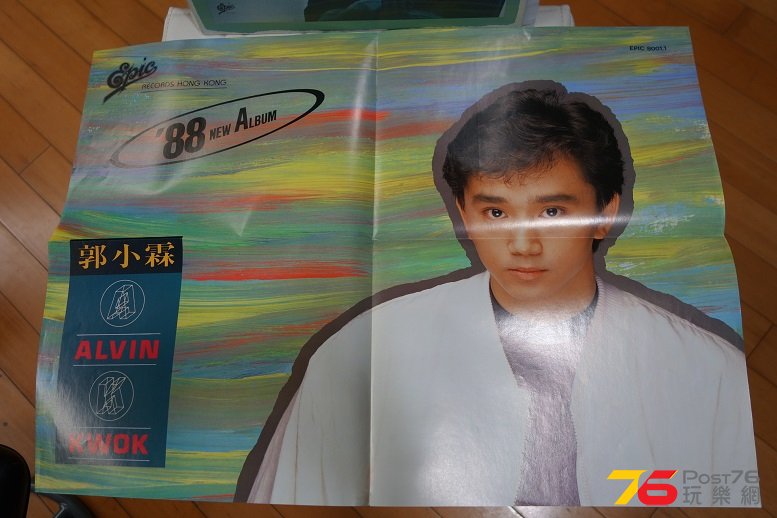 Epic
Epic
RECORDS HONG KONG
EPIC 90011
'88 NEW ALBUM
郭小霖
A
ALVIN
K
KWOK
76 POST76
玩樂網